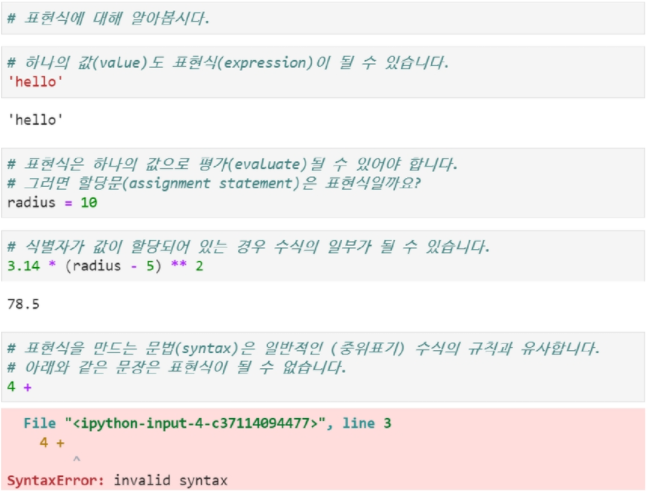 # 표현식에 대해 알아봅시다.
# 하나의 값(value)도 표현식(expression)이 될 수 있습니다.
'hello'
'hello'
# 표현식은 하나의 값으로 평가(evaluate)될 수 있어야 합니다.
# 그러면 할당문(assignment statement)은 표현식일까요?
radius = 10
# 식별자가 값이 할당되어 있는 경우 수식의 일부가 될 수 있습니다.
3.14 * (radius - 5) ** 2
78.5
# 표현식을 만드는 문법(syntax)은 일반적인 (중위표기) 수식의 규칙과 유사합니다.
# 아래와 같은 문장은 표현식이 될 수 없습니다.
4 +
File "<ipython-input-4-c37114094477>", line 3
4 +
^
SyntaxError: invalid syntax